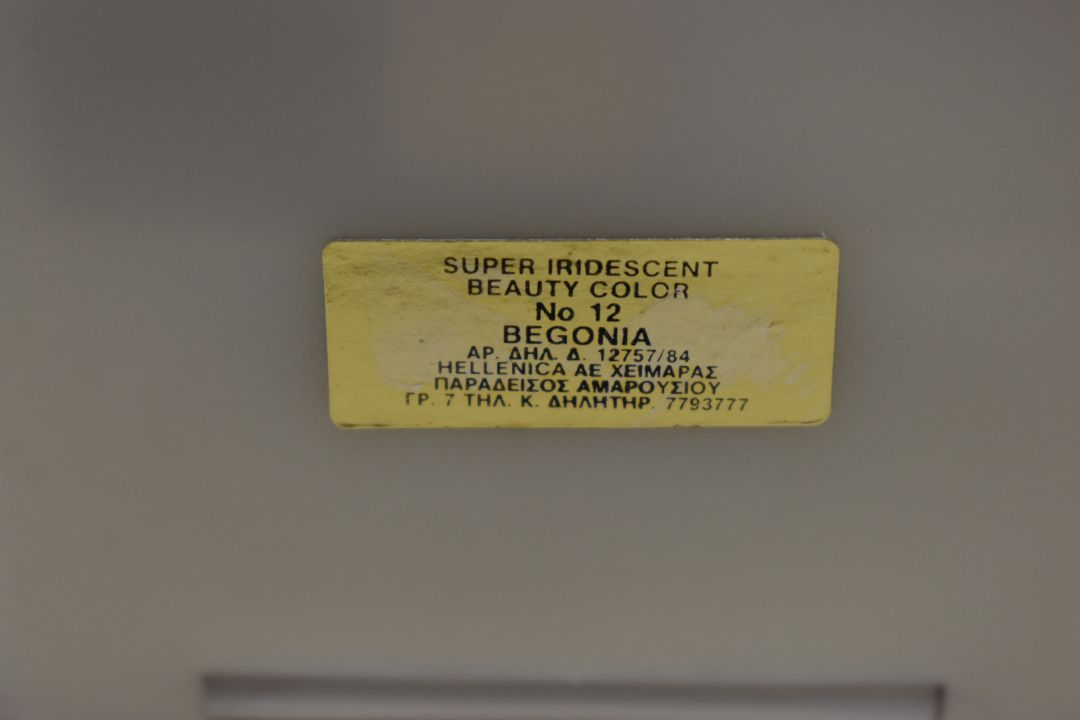 SUPER IRIDESCENT
BEAUTY COLOR
No 12
BEGONIA
ΑΡ. ΔΗΛ. Δ. 12757/84
HELLENICA AE ΧΕΙΜΑΡΑΣ
ΠΑΡΑΔΕΙΣΟΣ ΑΜΑΡΟΥΣΙΟΥ
ΓΡ. 7 ΤΗΛ. Κ. ΔΗΛΗΤΗΡ. 7793777